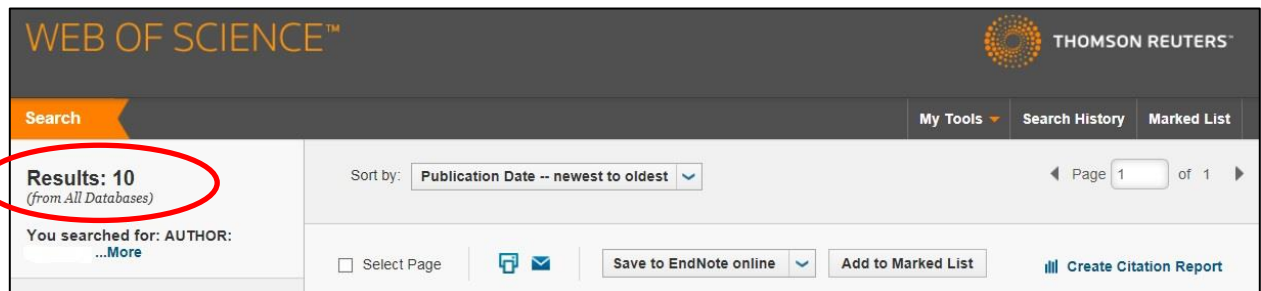 WEB OF SCIENCE™
THOMSON REUTERS™
Search
My Tools
Search History
Marked List
Results: 10
(from All Databases)
You searched for: AUTHOR:
...More
Sort by: Publication Date -- newest to oldest
Page 1 of 1
Select Page
Save to EndNote online
Add to Marked List
Create Citation Report